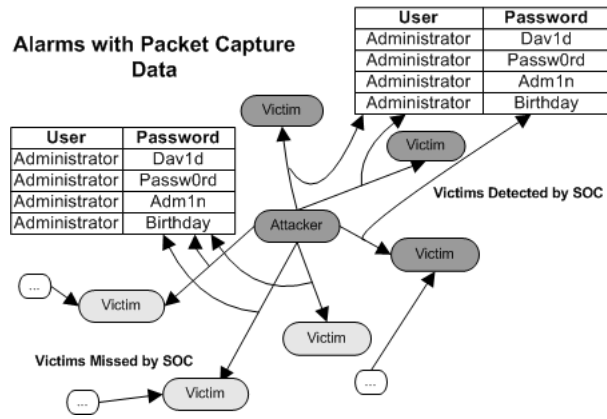 Alarms with Packet Capture
Data
User Password
Administrator Dav1d
Administrator Passw0rd
Administrator Adm1n
Administrator Birthday
Victim
Victim
User Password
Administrator Dav1d
Administrator Passw0rd
Administrator Adm1n
Administrator Birthday
Victims Detected by SOC
Attacker
Victim
...
Victim
Victim
Victims Missed by SOC
...
Victim
...